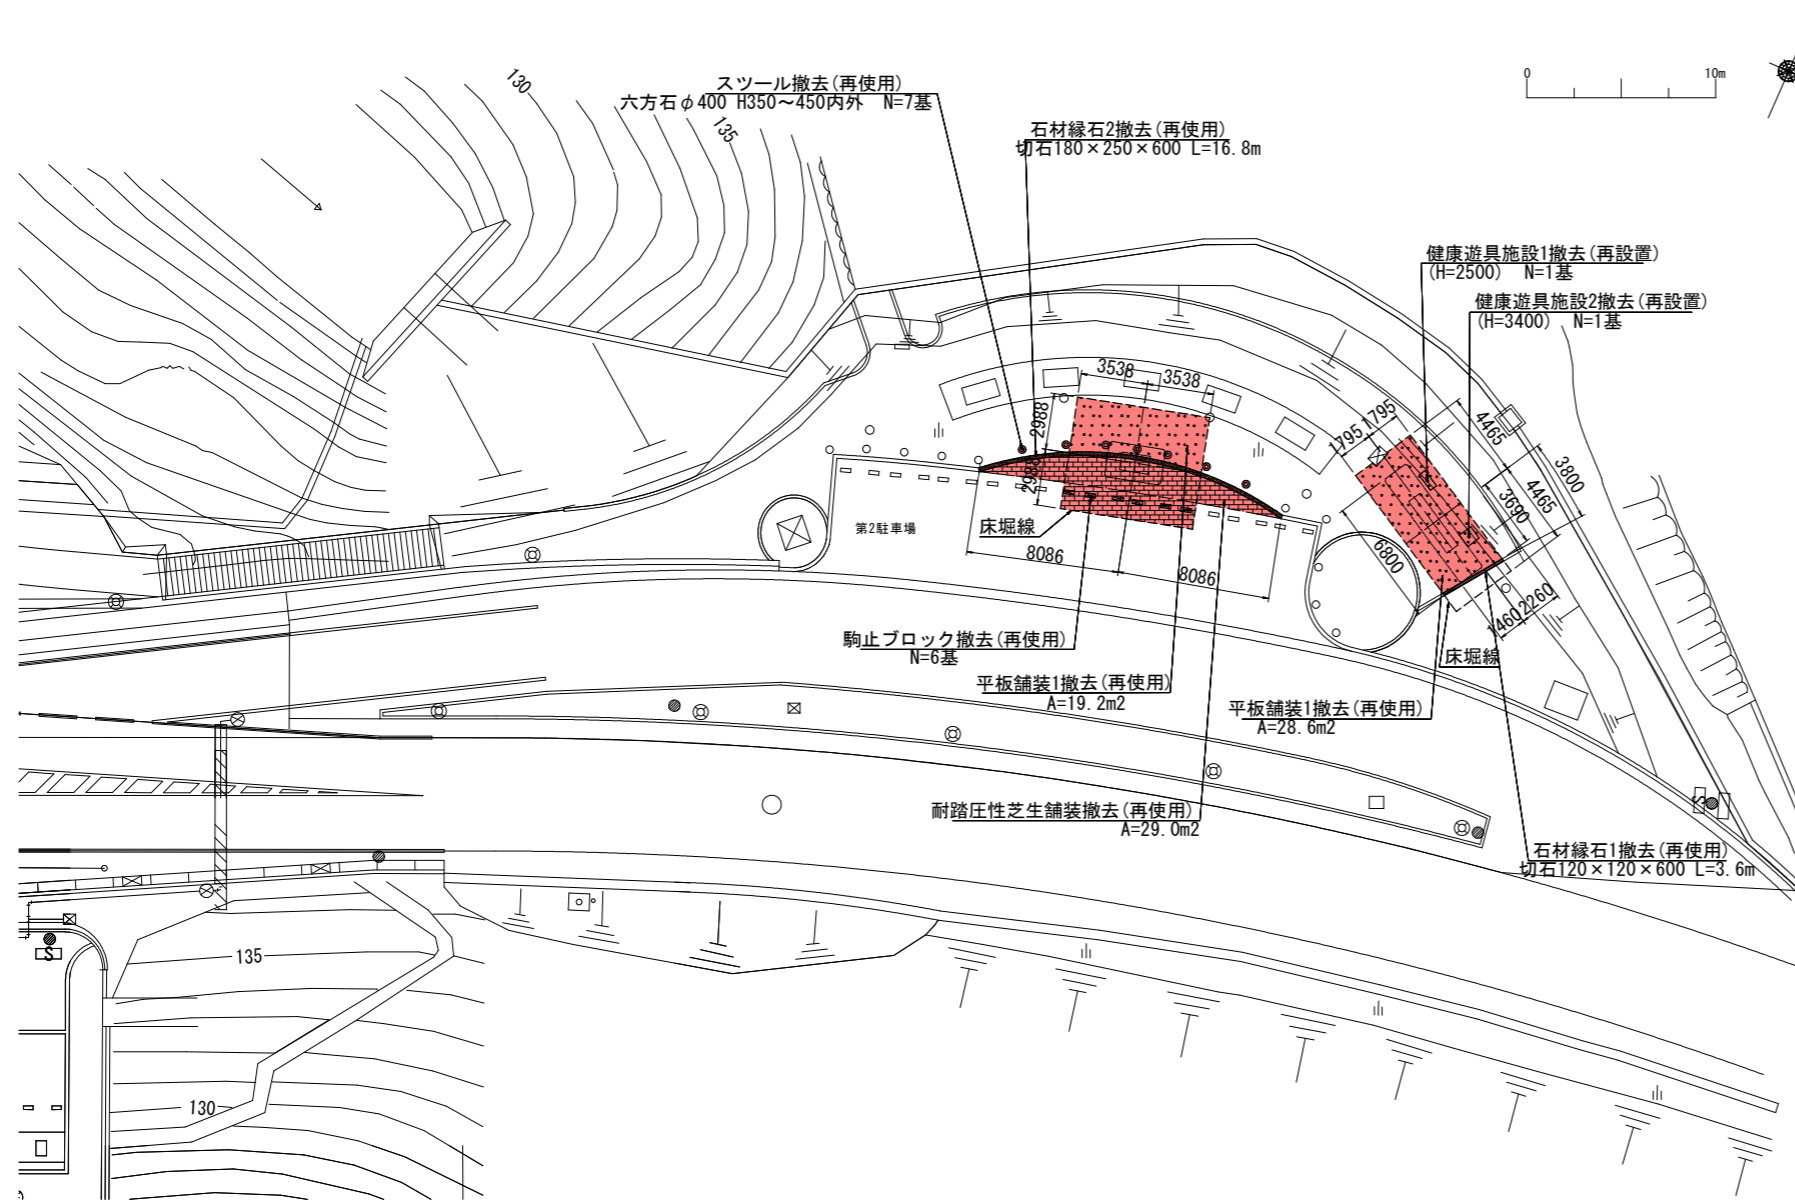 スツール撤去(再使用)
六方石φ400 H350〜450内外 N=7基
石材縁石2撤去(再使用)
切石180×250×600 L=16.8m
0 10m
健康遊具施設1撤去(再設置)
(H=2500) N=1基
健康遊具施設2撤去(再設置)
(H=3400) N=1基
130
135
3538
3538
2988
2988
1795
1795
4465
4465
3800
3690
6800
1460
2260
第2駐車場
床堀線
8086
8086
床堀線
駒止ブロック撤去(再使用)
N=6基
平板舗装1撤去(再使用)
A=19.2m2
平板舗装1撤去(再使用)
A=28.6m2
耐踏圧性芝生舗装撤去(再使用)
A=29.0m2
石材縁石1撤去(再使用)
切石120×120×600 L=3.6m
S
S
135
130